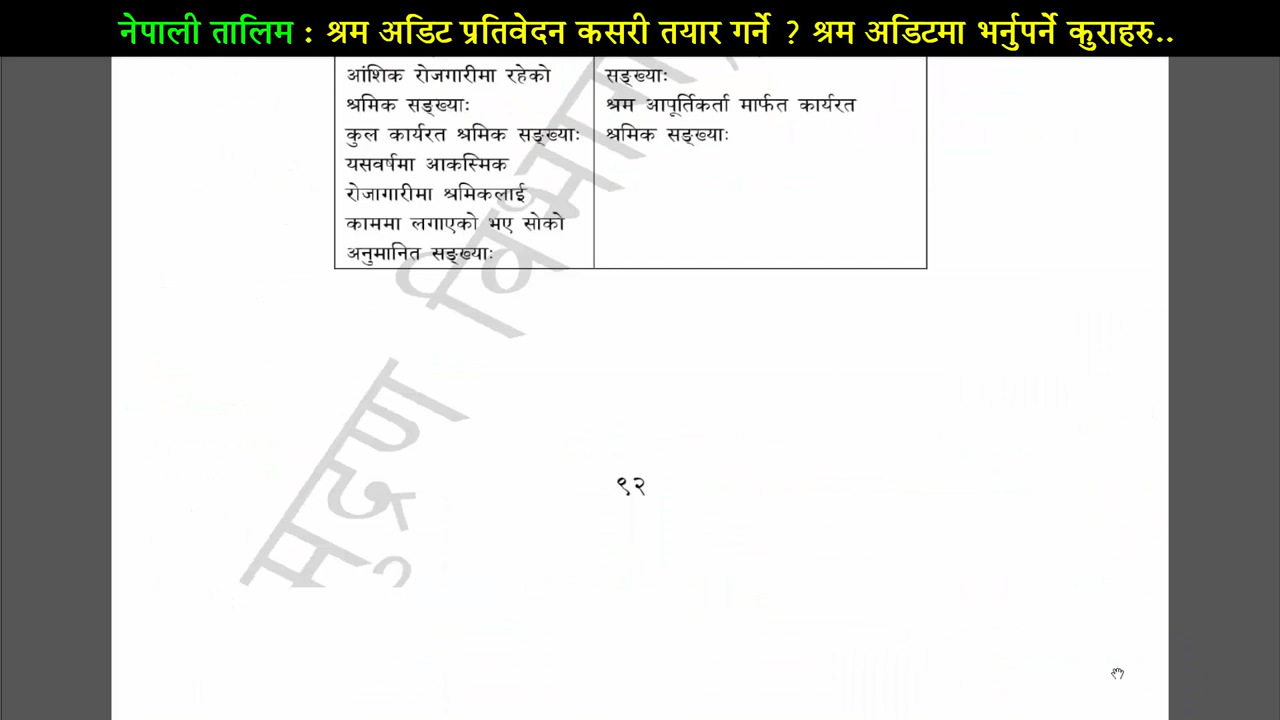 नेपाली तालिम : श्रम अडिट प्रतिवेदन कसरी तयार गर्ने ? श्रम अडिटमा भर्नुपर्ने कुराहरु..
आंशिक रोजगारीमा रहेको
श्रमिक सङ्ख्याः
कुल कार्यरत श्रमिक सङ्ख्याः
यसवर्षमा आकस्मिक
रोजागारीमा श्रमिकलाई
काममा लगाएको भए सोको
अनुमानित सङ्ख्याः
सङ्ख्याः
श्रम आपूर्तिकर्ता मार्फत कार्यरत
श्रमिक सङ्ख्याः
मुद्रण विभाग
९२